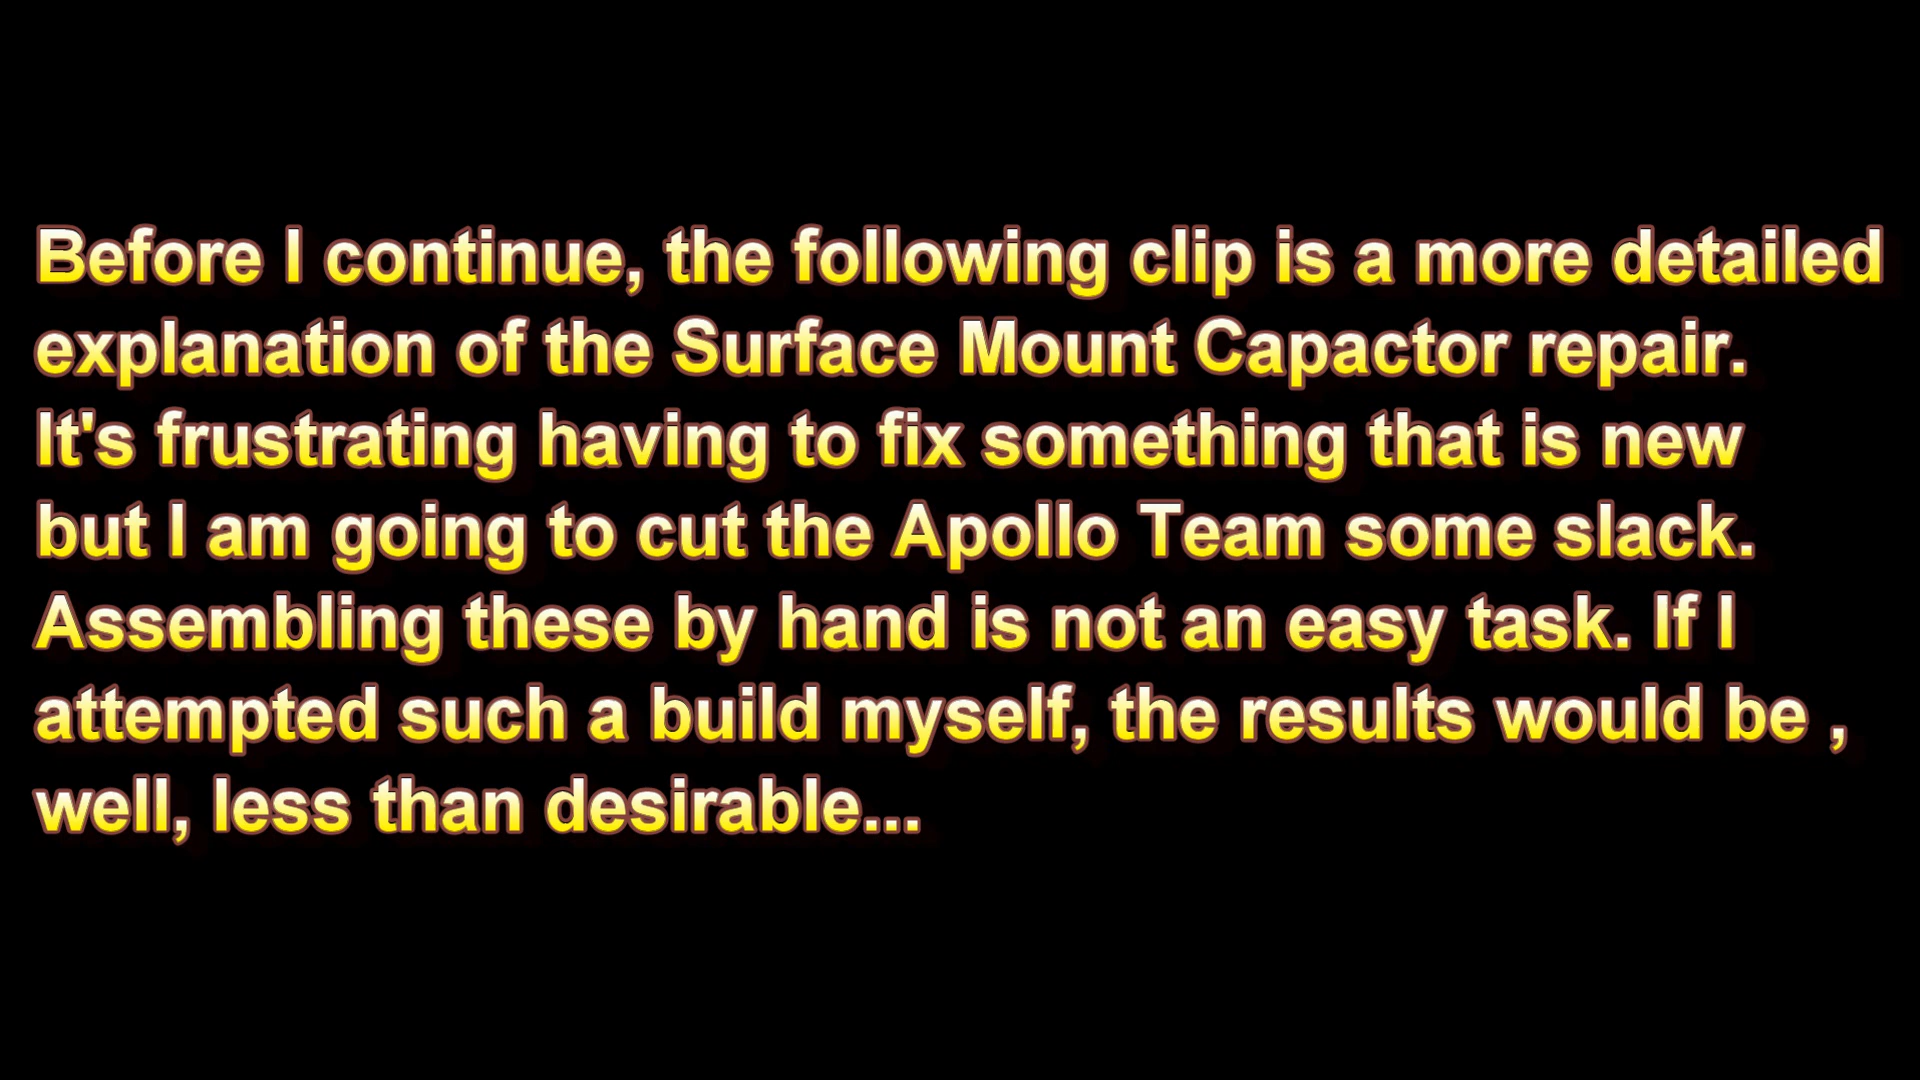 Before I continue, the following clip is a more detailed
explanation of the Surface Mount Capactor repair.
It's frustrating having to fix something that is new
but I am going to cut the Apollo Team some slack.
Assembling these by hand is not an easy task. If I
attempted such a build myself, the results would be ,
well, less than desirable...